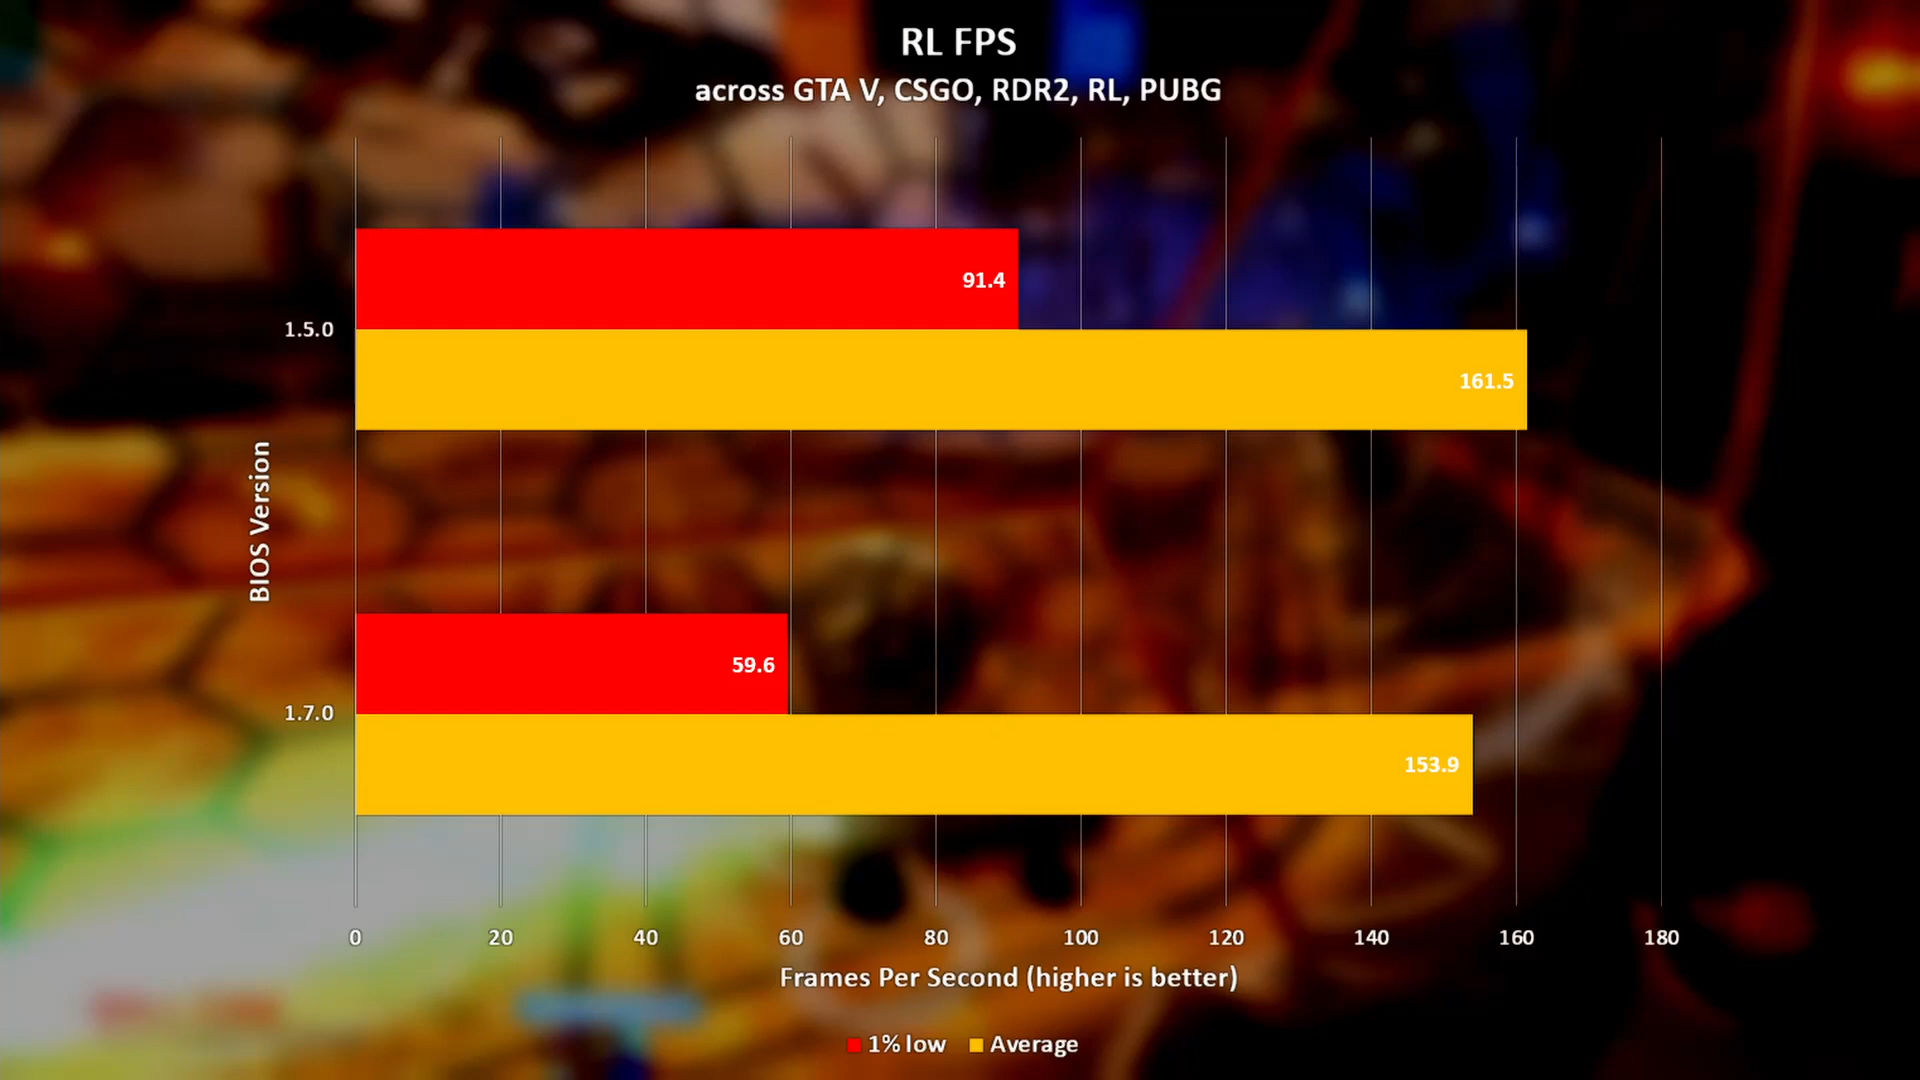 RL FPS
across GTA V, CSGO, RDR2, RL, PUBG
BIOS Version
1.5.0
91.4
161.5
1.7.0
59.6
153.9
0 20 40 60 80 100 120 140 160 180
Frames Per Second (higher is better)
1% low Average